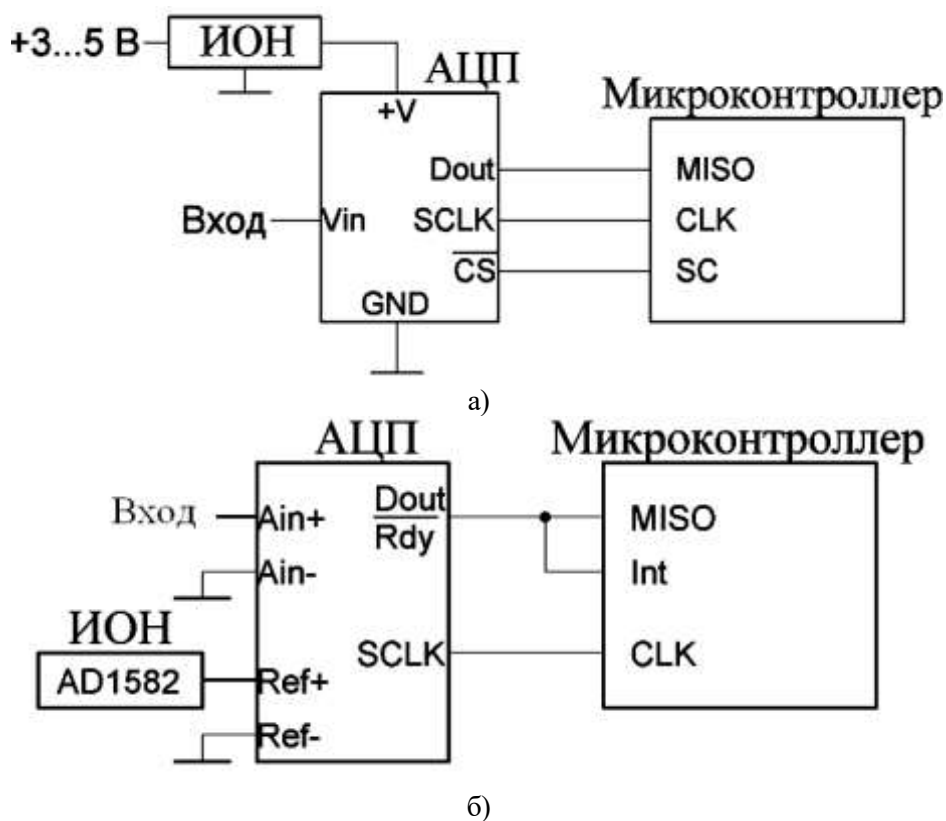 +3...5 В
ИОН
АЦП
Микроконтроллер
+V
Dout
MISO
Вход
Vin
SCLK
CLK
CS
SC
GND
а)
АЦП
Микроконтроллер
Вход
Ain+
Dout
Rdy
MISO
Ain-
Int
ИОН
AD1582
Ref+
SCLK
CLK
Ref-
б)